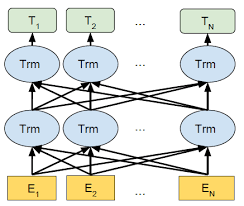 T1 T2 ... TN
Trm Trm ... Trm
Trm Trm ... Trm
E1 E2 ... EN